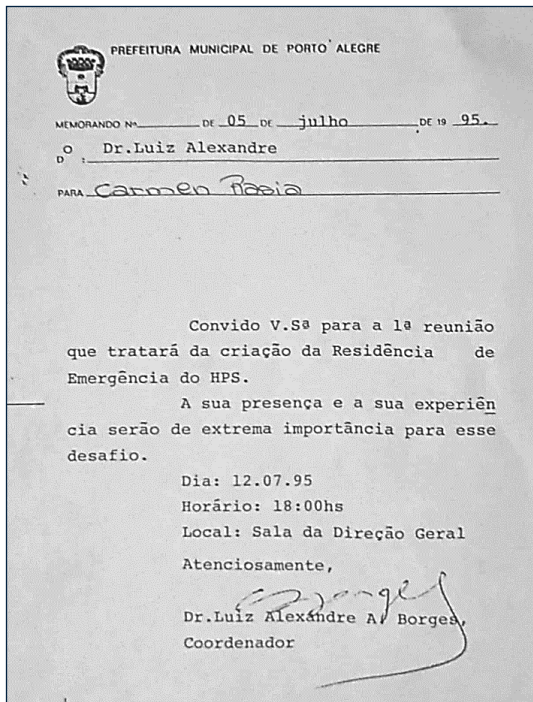 PREFEITURA MUNICIPAL DE PORTO ALEGRE
MEMORANDO Nº DE 05 DE julho DE 19 95.
DO : Dr.Luiz Alexandre
PARA Carmen Rasia
Convido V.Sª para a 1ª reunião
que tratará da criação da Residência de
Emergência do HPS.
A sua presença e a sua experiên
cia serão de extrema importância para esse
desafio.
Dia: 12.07.95
Horário: 18:00hs
Local: Sala da Direção Geral
Atenciosamente,
Borges
Dr.Luiz Alexandre A. Borges,
Coordenador